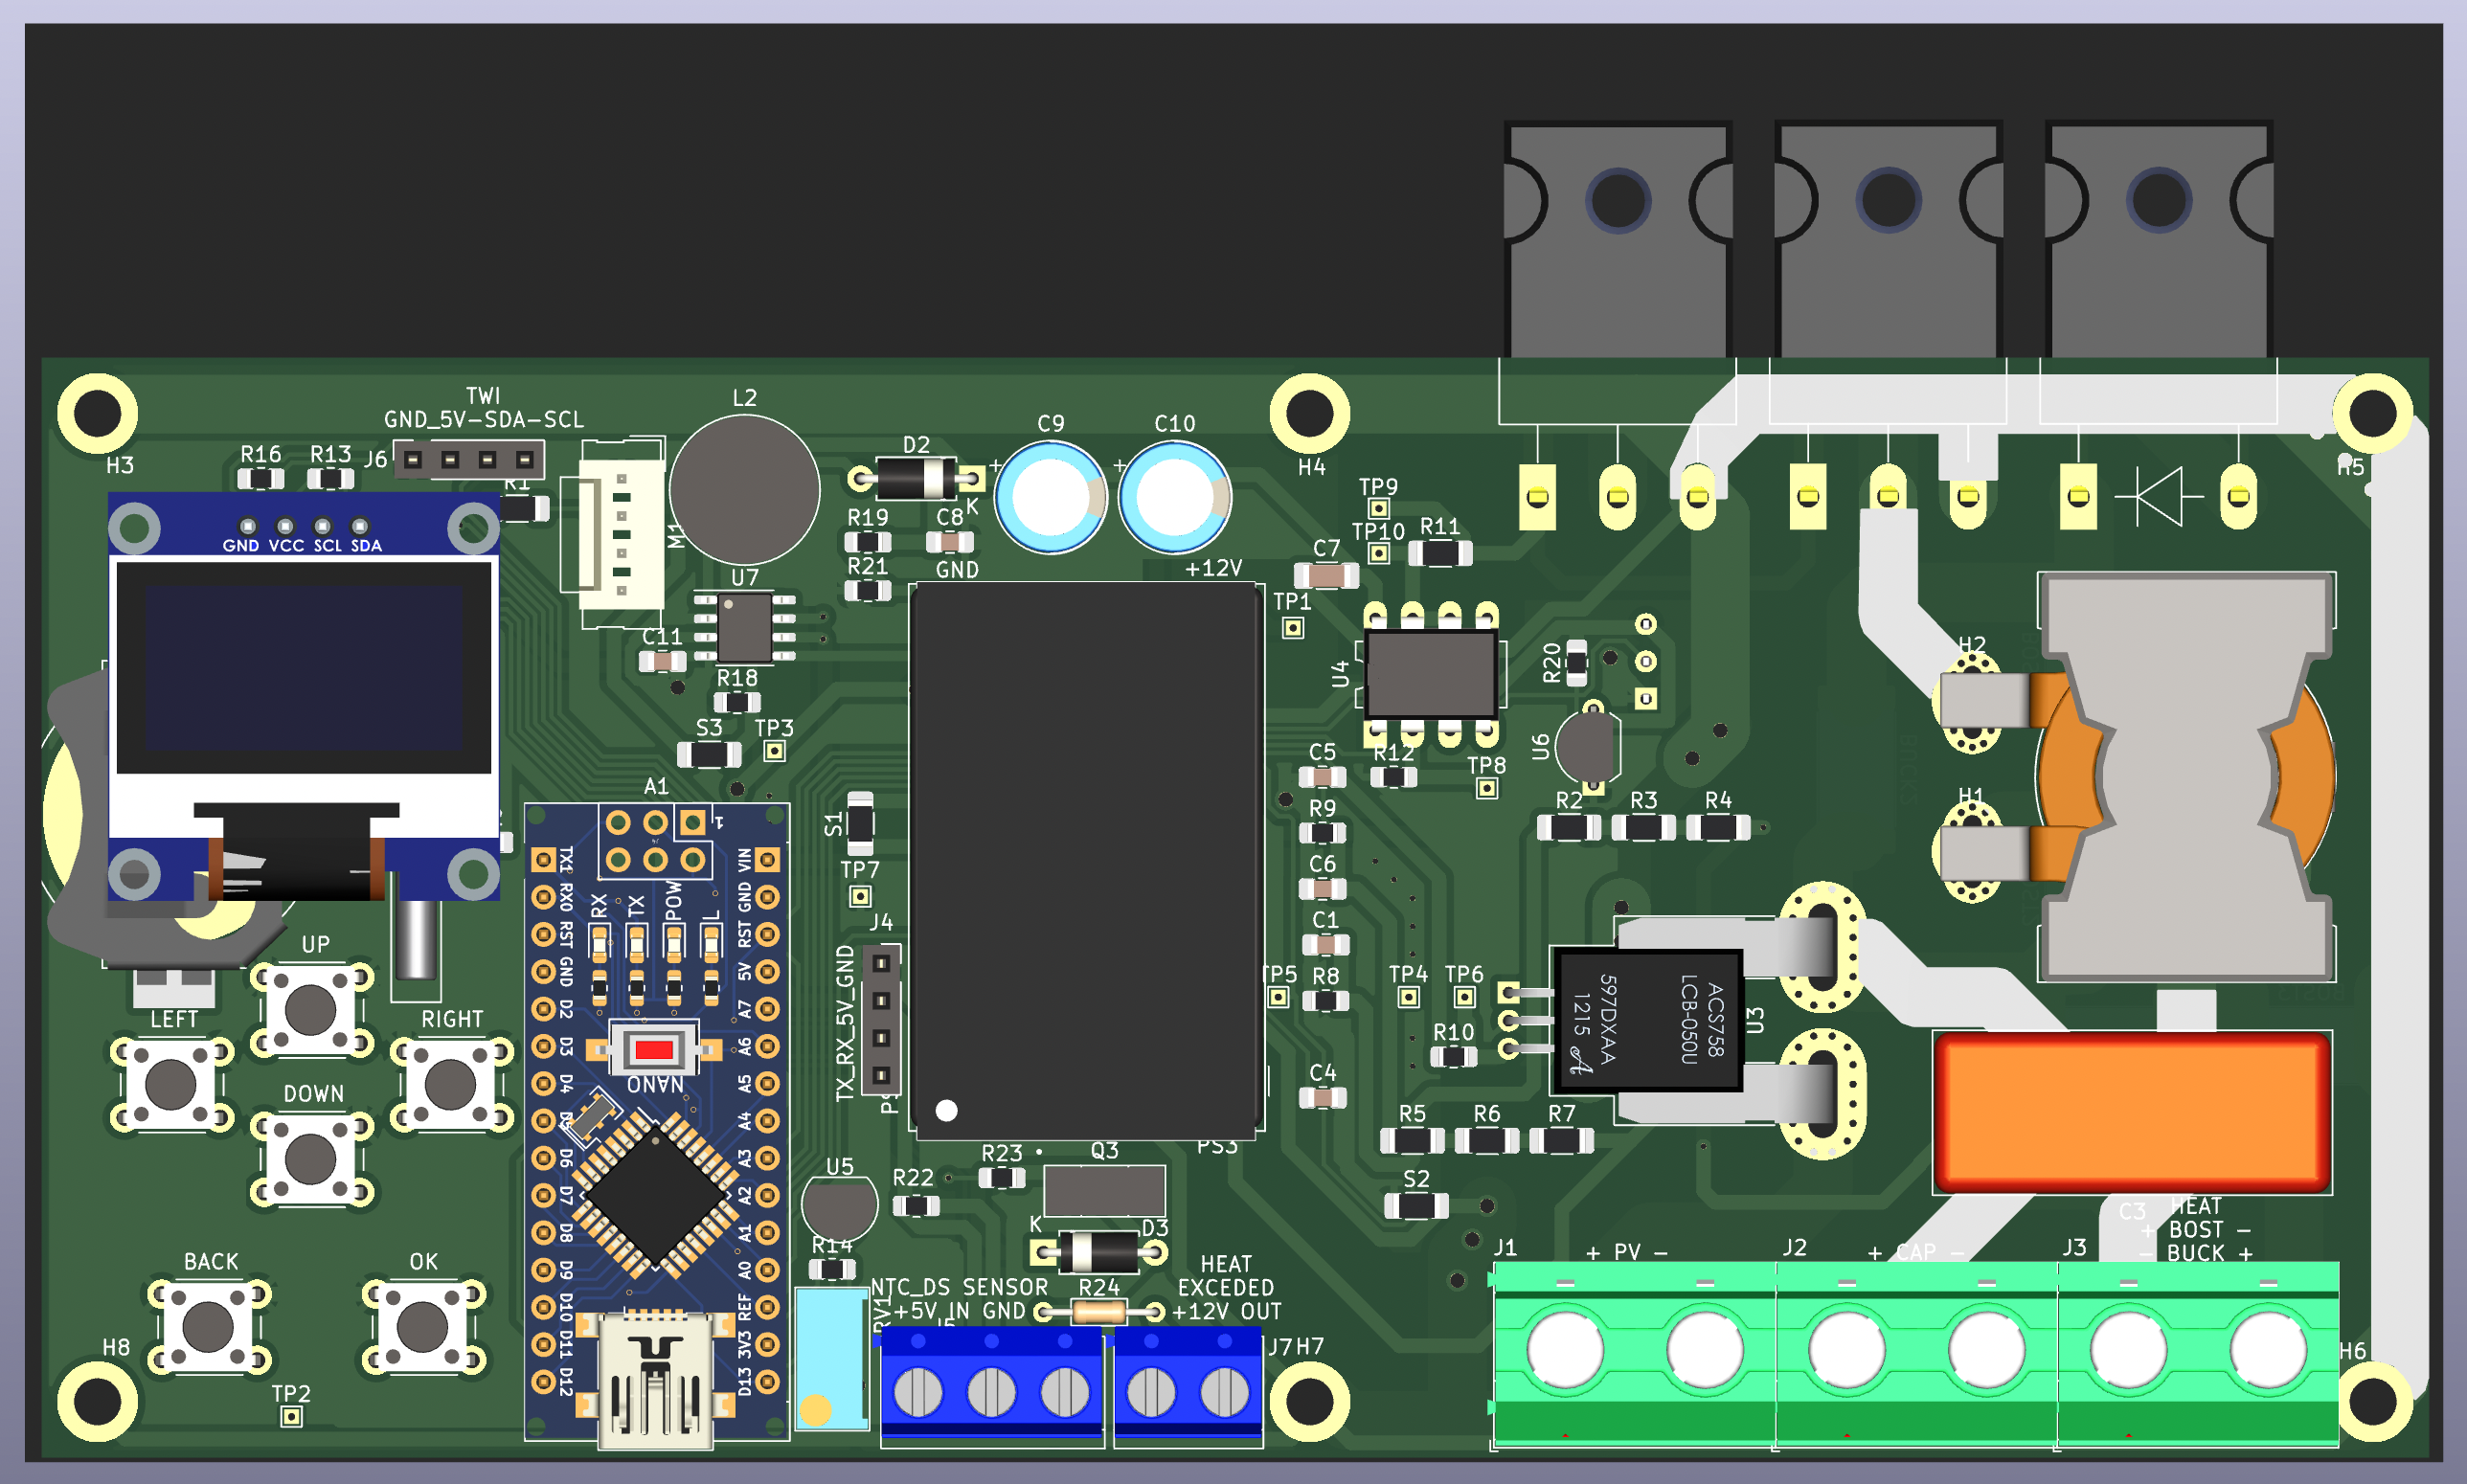 TWI
GND_5V-SDA-SCL
L2
C9
C10
D2
K
H3
R16
R13
J6
R1
H4
H5
TP9
TP10
R11
R19
C8
GND
+12V
M1
R21
U7
C7
TP1
GND VCC SCL SDA
C11
R18
S3
TP3
U4
R20
U6
H2
C5
R12
TP8
A1
1
S1
R9
R2
R3
R4
H1
TP7
C6
J4
TX_RX_5V_GND
C1
RX
TX
POW
L
TX1
RX0
RST
GND
D2
D3
D4
D5
D6
D7
D8
D9
D10
D11
D12
VIN
GND
RST
5V
A7
A6
A5
A4
A3
A2
A1
A0
REF
3V3
D13
NANO
UP
LEFT
RIGHT
DOWN
BACK
OK
TP5
R8
TP4
TP6
R10
C4
ACS758
LCB-050U
597DXAA
1215 A
U3
R5
R6
R7
S2
PS3
Q3
R23
U5
R22
K
D3
R14
RV1
NTC_DS SENSOR
+5V IN GND
J5
R24
HEAT
EXCEDED
+12V OUT
J7
H7
H8
TP2
J1
+ PV -
J2
+ CAP -
J3
C3
HEAT
+ BOST -
- BUCK +
H6